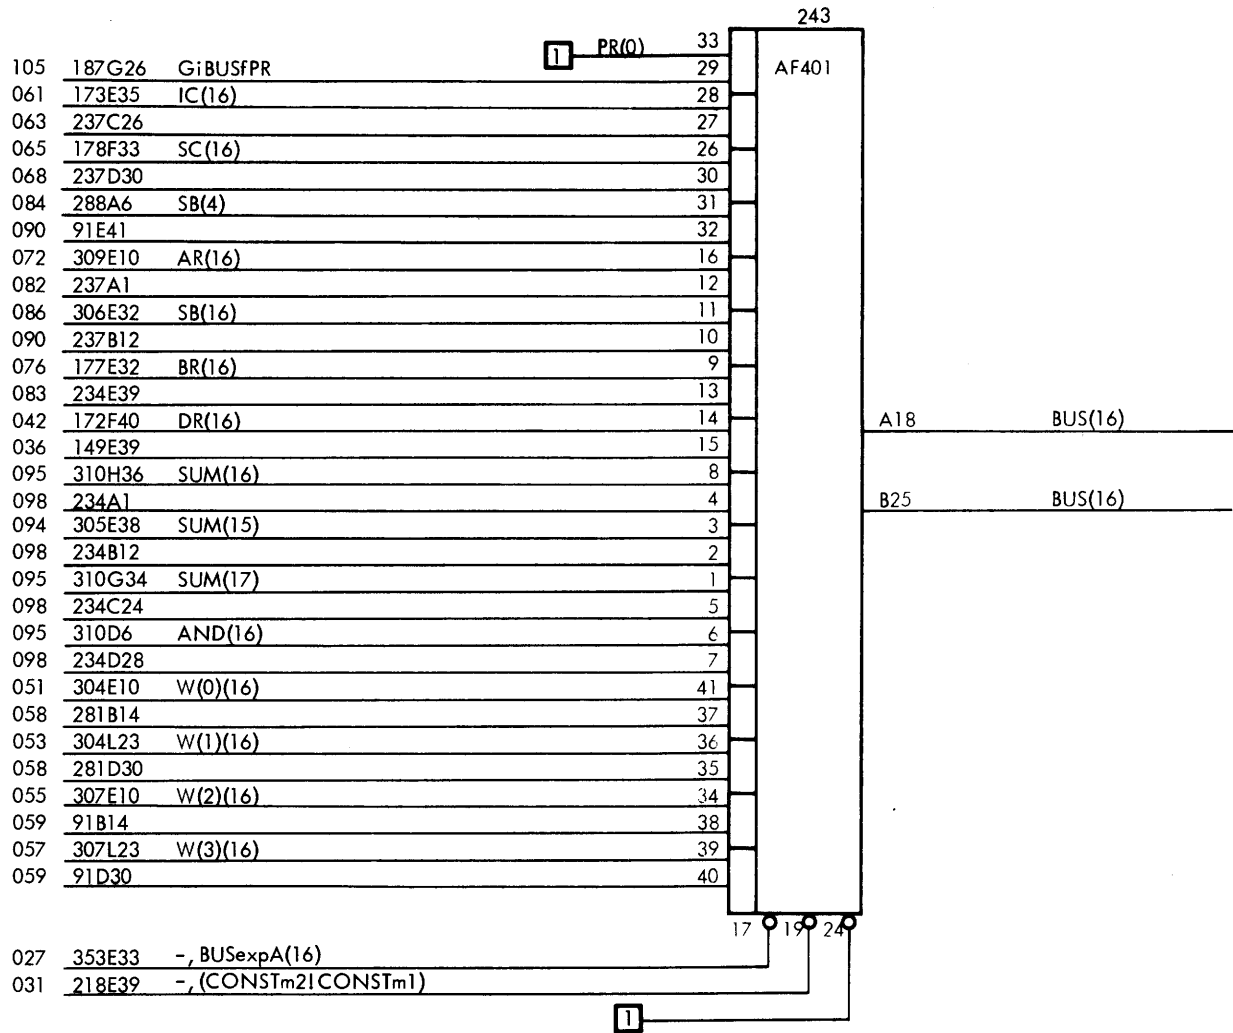 243
1 PR(0) 33
105 187G26 GiBUSfPR 29 AF401
061 173E35 IC(16) 28
063 237C26 27
065 178F33 SC(16) 26
068 237D30 30
084 288A6 SB(4) 31
090 91E41 32
072 309E10 AR(16) 16
082 237A1 12
086 306E32 SB(16) 11
090 237B12 10
076 177E32 BR(16) 9
083 234E39 13
042 172F40 DR(16) 14 A18 BUS(16)
036 149E39 15
095 310H36 SUM(16) 8
098 234A1 4 B25 BUS(16)
094 305E38 SUM(15) 3
098 234B12 2
095 310G34 SUM(17) 1
098 234C24 5
095 310D6 AND(16) 6
098 234D28 7
051 304E10 W(0)(16) 41
058 281B14 37
053 304L23 W(1)(16) 36
058 281D30 35
055 307E10 W(2)(16) 34
059 91B14 38
057 307L23 W(3)(16) 39
059 91D30 40
17 19 24
027 353E33 -, BUSexpA(16)
031 218E39 -, (CONSTm2!CONSTm1)
1